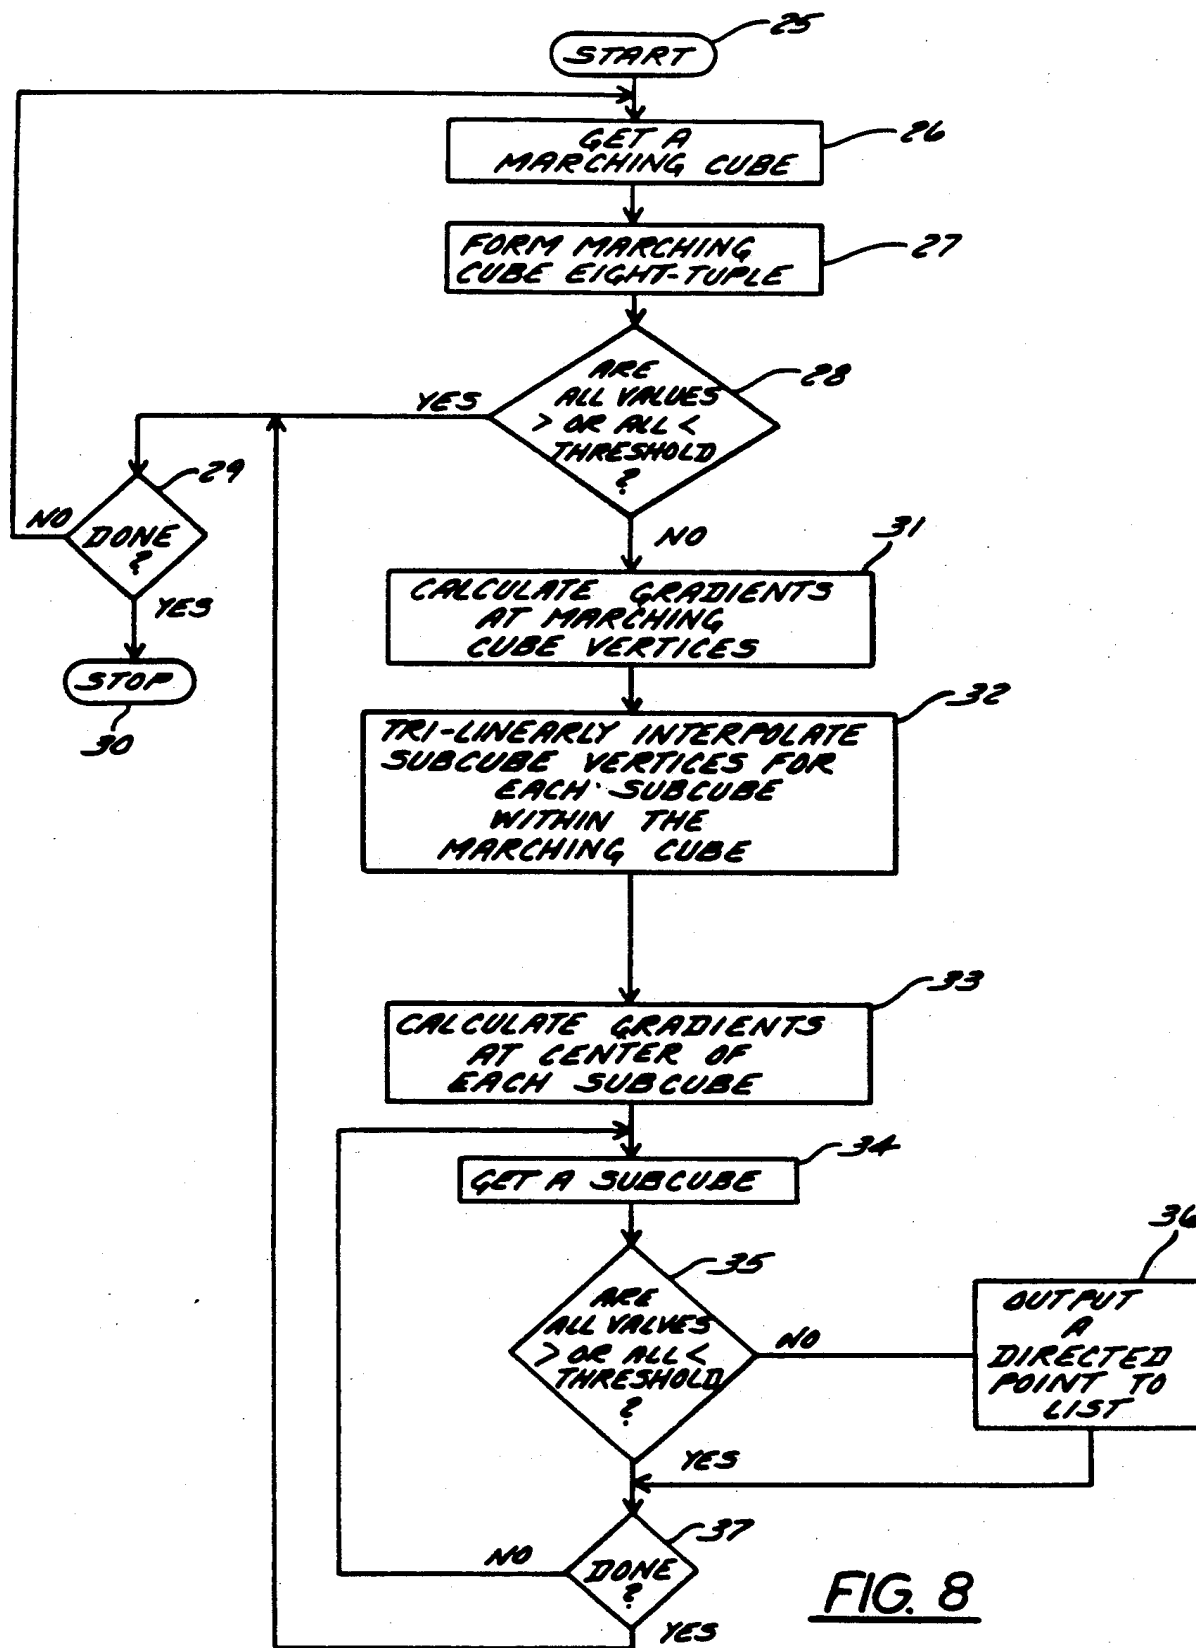 25
START
26
GET A
MARCHING CUBE
27
FORM MARCHING
CUBE EIGHT-TUPLE
28
ARE
ALL VALUES
> OR ALL <
THRESHOLD
?
YES
29
NO
DONE
?
YES
STOP
30
NO
31
CALCULATE GRADIENTS
AT MARCHING
CUBE VERTICES
32
TRI-LINEARLY INTERPOLATE
SUBCUBE VERTICES FOR
EACH SUBCUBE
WITHIN THE
MARCHING CUBE
33
CALCULATE GRADIENTS
AT CENTER OF
EACH SUBCUBE
34
GET A SUBCUBE
35
ARE
ALL VALVES
> OR ALL <
THRESHOLD
?
NO
36
OUTPUT
A
DIRECTED
POINT TO
LIST
YES
37
NO
DONE
?
YES
FIG. 8